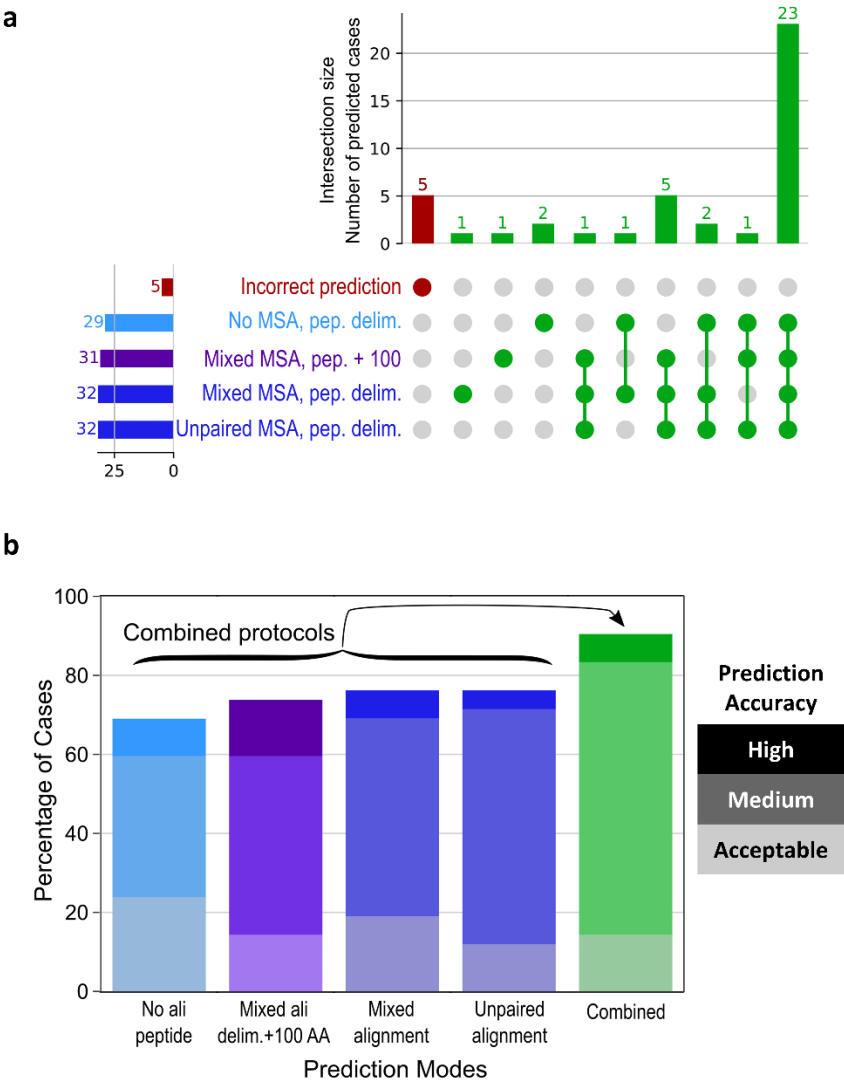 a
Intersectioon size
Number of predicted cases
20
15
10
5
0
5
1
1
2
1
1
5
2
1
23
5
Incorrect prediction
29
No MSA, pep. delim.
31
Mixed MSA, pep. + 100
32
Mixed MSA, pep. delim.
32
Unpaired MSA, pep. delim.
25
0
b
Percentage of Cases
100
80
60
40
20
0
Combined protocols
Prediction
Accuracy
High
Medium
Acceptable
No ali
peptide
Mixed ali
delim.+100 AA
Mixed
alignment
Unpaired
alignment
Combined
Prediction Modes